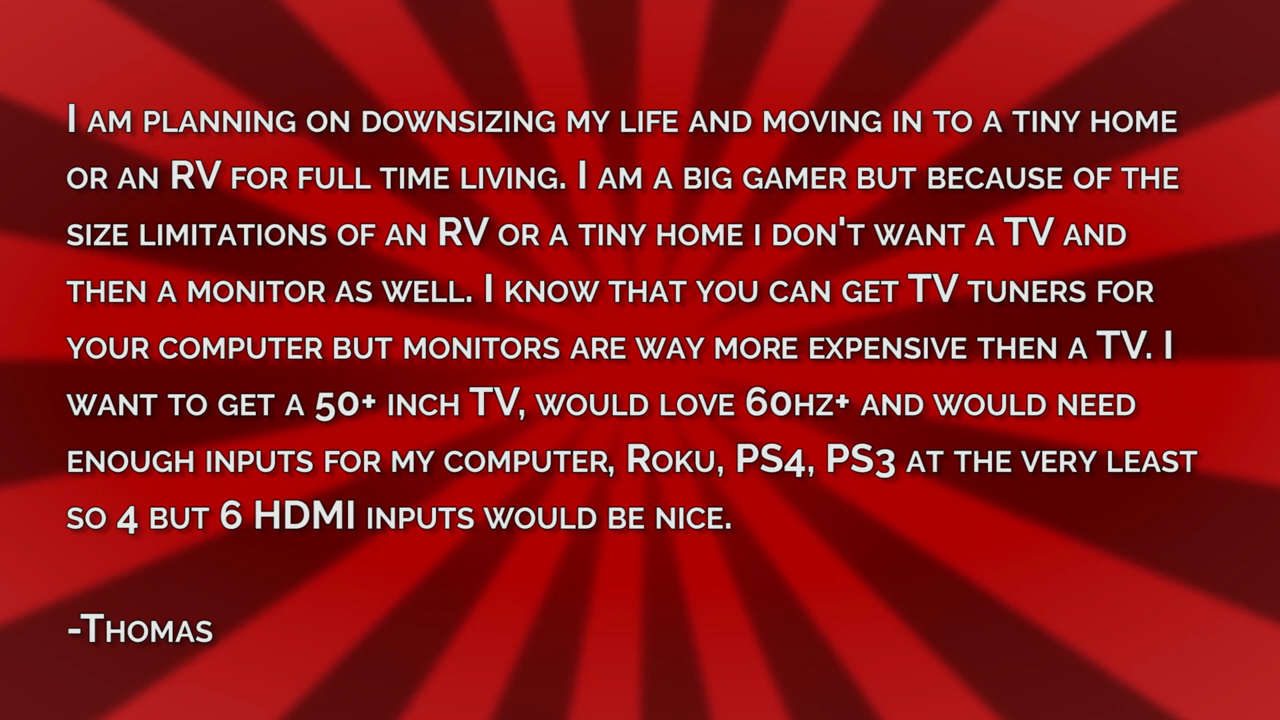 I am planning on downsizing my life and moving in to a tiny home
or an RV for full time living. I am a big gamer but because of the
size limitations of an RV or a tiny home i don't want a TV and
then a monitor as well. I know that you can get TV tuners for
your computer but monitors are way more expensive then a TV. I
want to get a 50+ inch TV, would love 60hz+ and would need
enough inputs for my computer, Roku, PS4, PS3 at the very least
so 4 but 6 HDMI inputs would be nice.
-Thomas